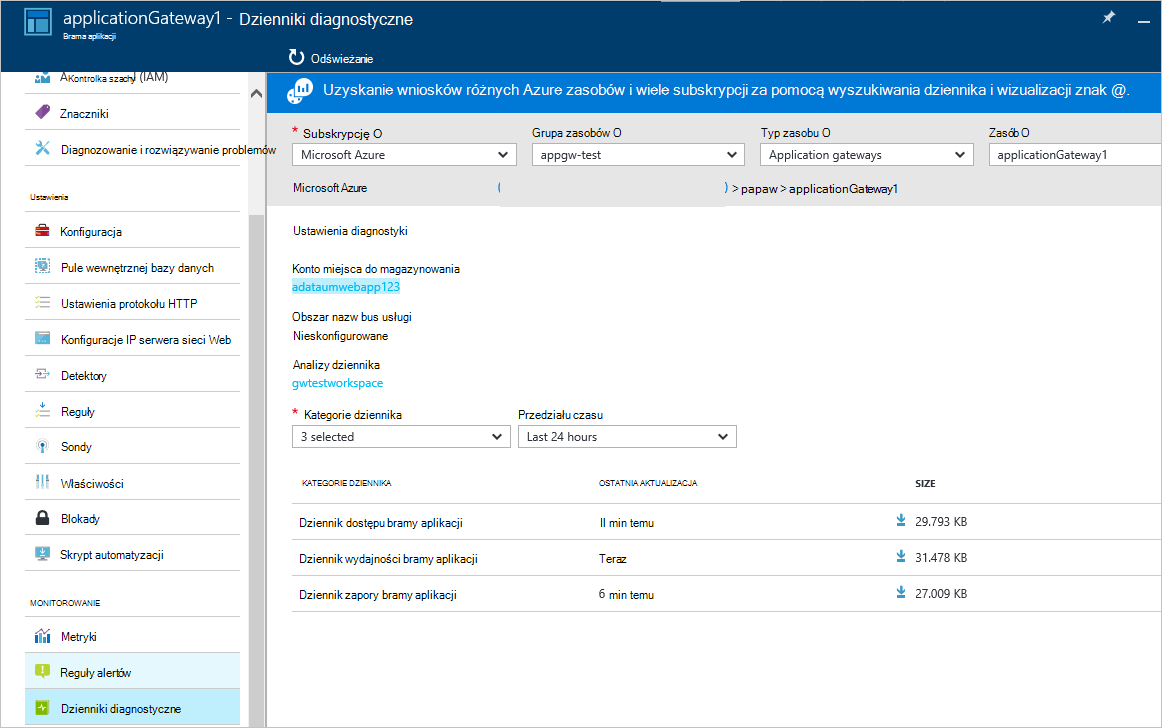 applicationGateway1 - Dzienniki diagnostyczne
Brama aplikacji
Odświeżanie
AKontrolka szachy (IAM)
Znaczniki
Diagnozowanie i rozwiązywanie problemów
Ustawienia
Konfiguracja
Pule wewnętrznej bazy danych
Ustawienia protokołu HTTP
Konfiguracje IP serwera sieci Web
Detektory
Reguły
Sondy
Właściwości
Blokady
Skrypt automatyzacji
MONITOROWANIE
Metryki
Reguły alertów
Dzienniki diagnostyczne
Uzyskanie wniosków różnych Azure zasobów i wiele subskrypcji za pomocą wyszukiwania dziennika i wizualizacji znak @.
* Subskrypcję O Grupa zasobów O Typ zasobu O Zasób O
Microsoft Azure appgw-test Application gateways applicationGateway1
Microsoft Azure ( ) > papaw > applicationGateway1
Ustawienia diagnostyki
Konto miejsca do magazynowania
adataumwebapp123
Obszar nazw bus usługi
Nieskonfigurowane
Analizy dziennika
gwtestworkspace
* Kategorie dziennika Przedziału czasu
3 selected Last 24 hours
KATEGORIE DZIENNIKA OSTATNIA AKTUALIZACJA SIZE
Dziennik dostępu bramy aplikacji II min temu 29.793 KB
Dziennik wydajności bramy aplikacji Teraz 31.478 KB
Dziennik zapory bramy aplikacji 6 min temu 27.009 KB